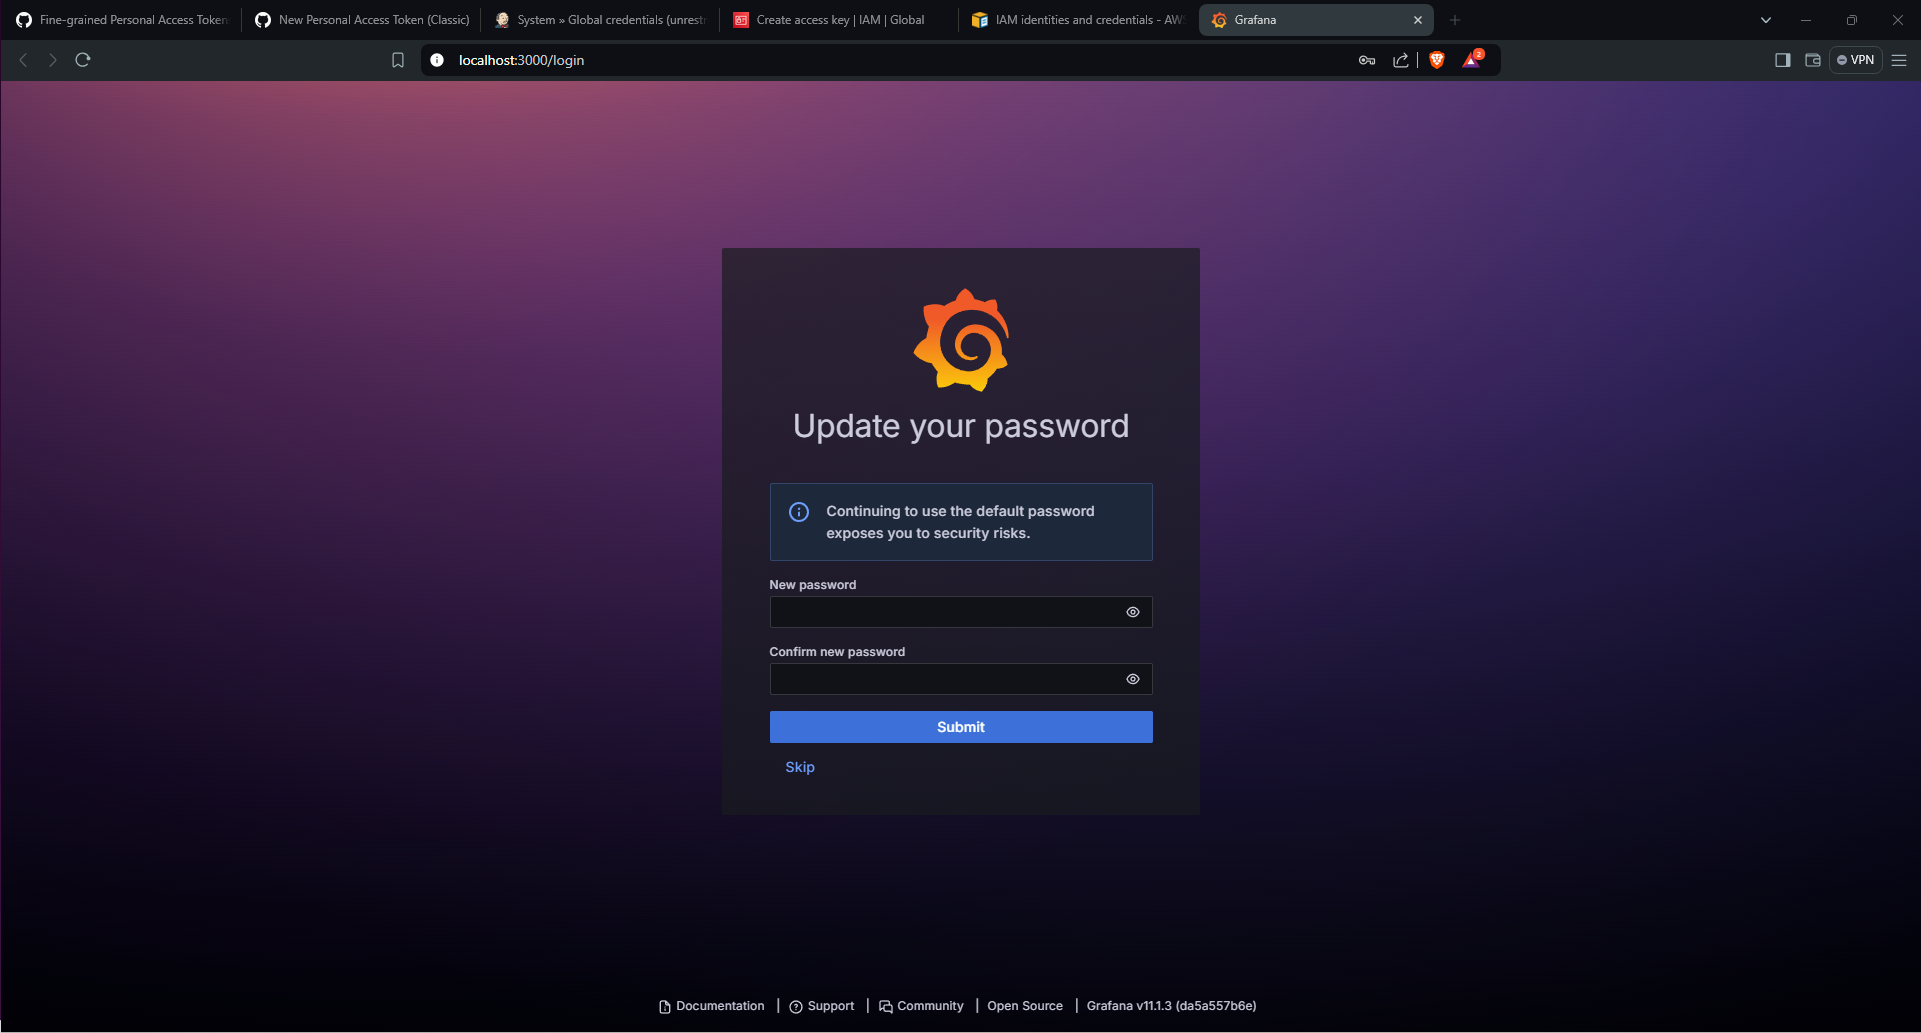 Fine-grained Personal Access Token
New Personal Access Token (Classic)
System » Global credentials (unrestr
Create access key | IAM | Global
IAM identities and credentials - AWS
Grafana
localhost:3000/login
2
VPN
Update your password
Continuing to use the default password
exposes you to security risks.
New password
Confirm new password
Submit
Skip
Documentation | Support | Community | Open Source | Grafana v11.1.3 (da5a557b6e)